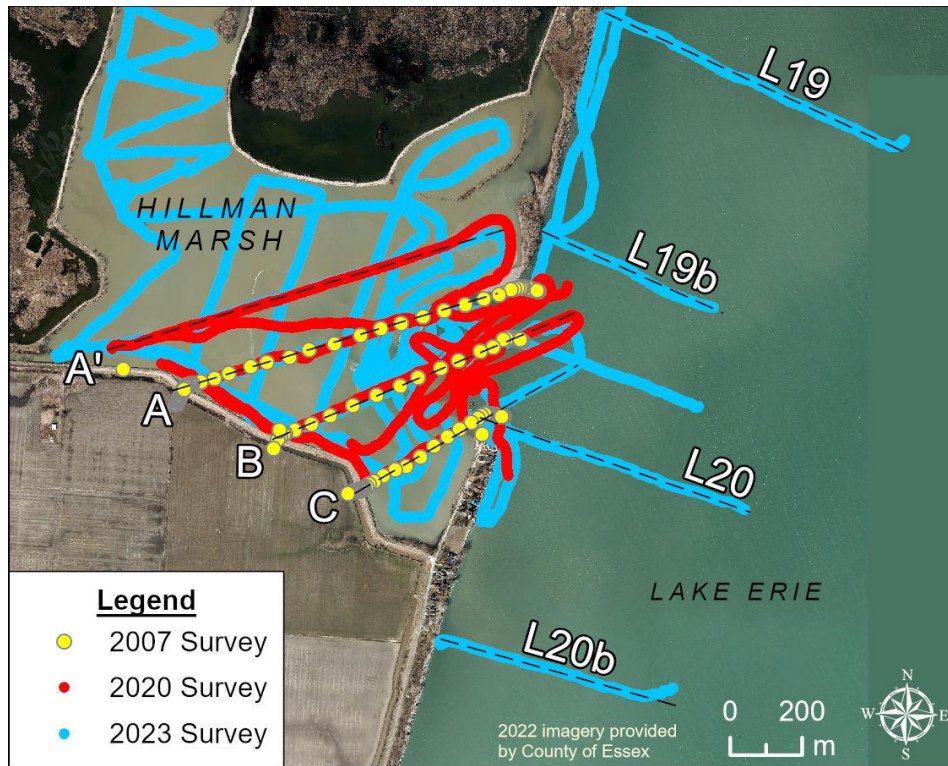 L19
HILLMAN
MARSH
L19b
A'
A
B
C
L20
LAKE ERIE
L20b
Legend
2007 Survey
2020 Survey
2023 Survey
2022 imagery provided
by County of Essex
0 200
m
N
W E
S